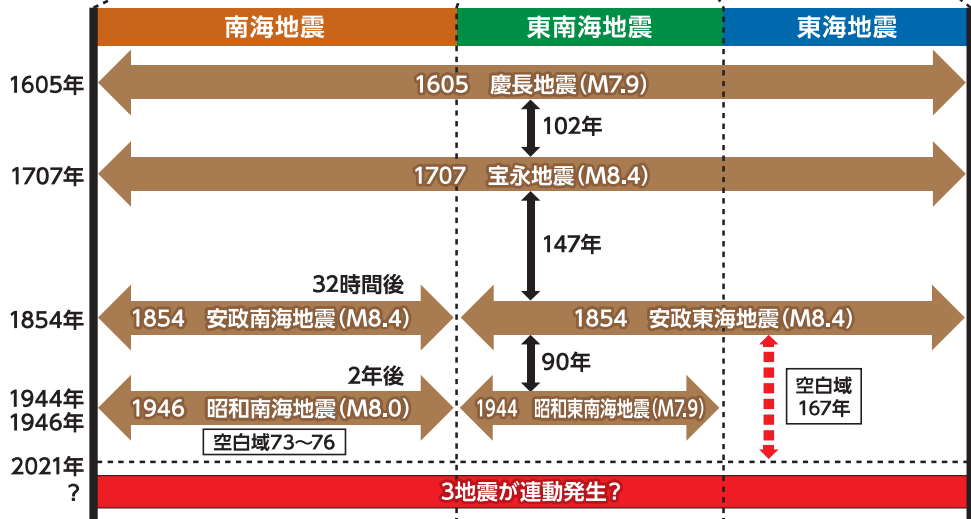 南海地震
東南海地震
東海地震
1605年
1605 慶長地震(M7.9)
102年
1707年
1707 宝永地震(M8.4)
147年
32時間後
1854年
1854 安政南海地震(M8.4)
1854 安政東海地震(M8.4)
90年
2年後
空白域
167年
1944年
1946年
1946 昭和南海地震(M8.0)
1944 昭和東南海地震(M7.9)
空白域73〜76
2021年
?
3地震が連動発生?